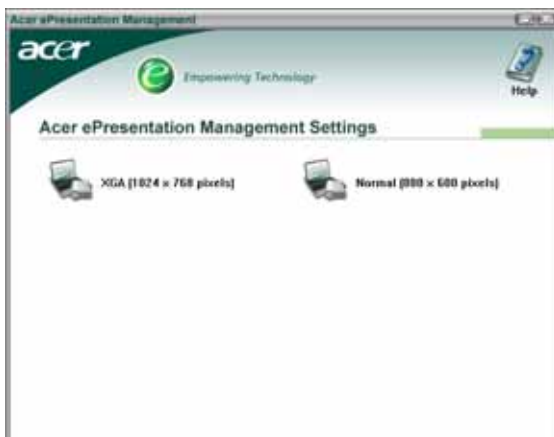 Acer ePresentation Management
acer
e Empowering Technology
Help
Acer ePresentation Management Settings
XGA (1024 x 768 pixels)
Normal (800 x 600 pixels)